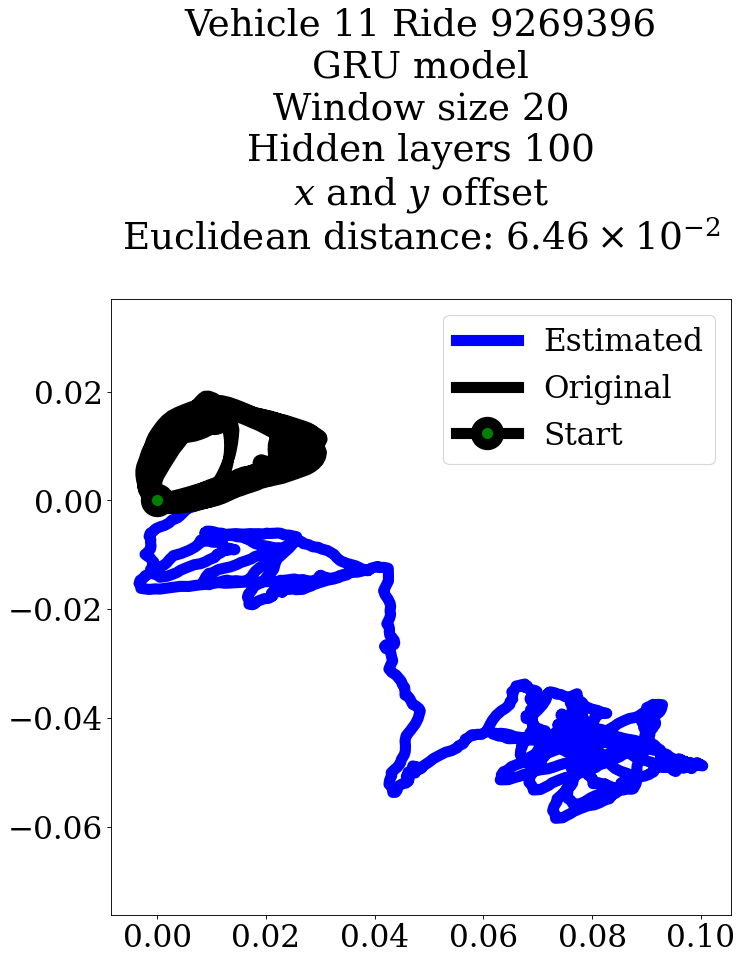 Vehicle 11 Ride 9269396
GRU model
Window size 20
Hidden layers 100
x and y offset
Euclidean distance: 6.46 × 10⁻²
Estimated
Original
Start
0.02
0.00
−0.02
−0.04
−0.06
0.00 0.02 0.04 0.06 0.08 0.10